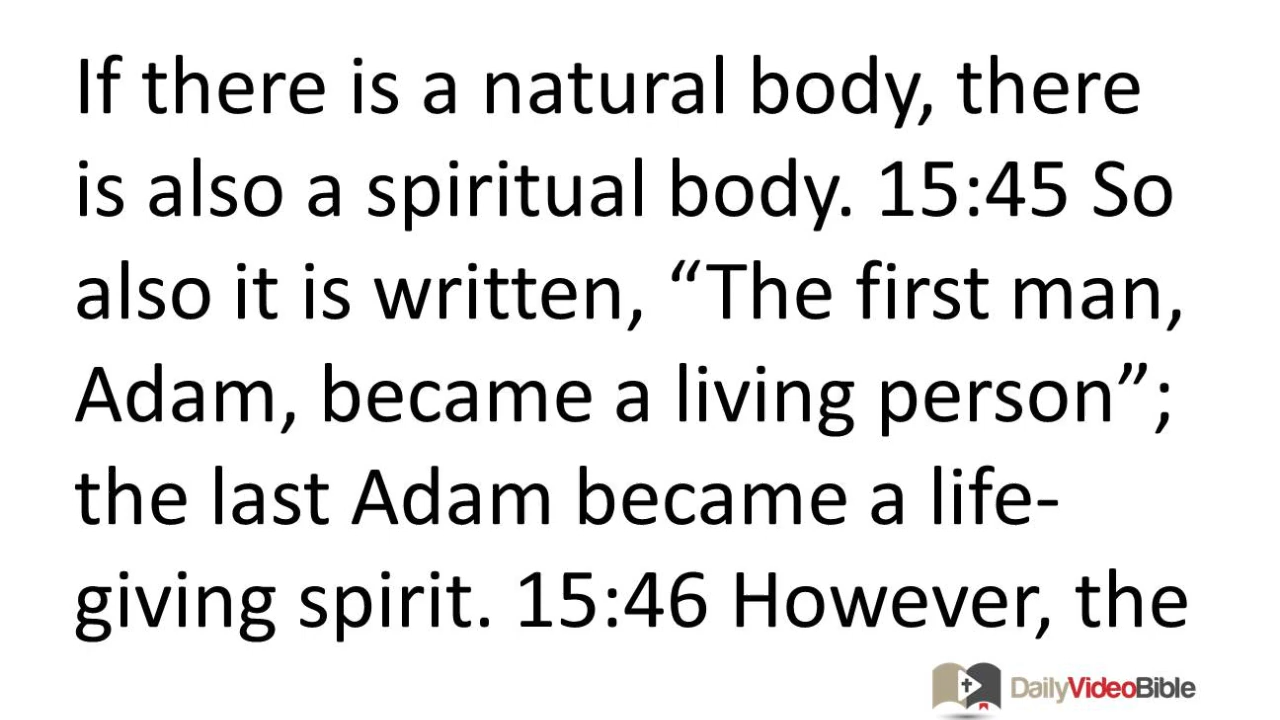 If there is a natural body, there
is also a spiritual body. 15:45 So
also it is written, “The first man,
Adam, became a living person”;
the last Adam became a life-
giving spirit. 15:46 However, the
DailyVideoBible